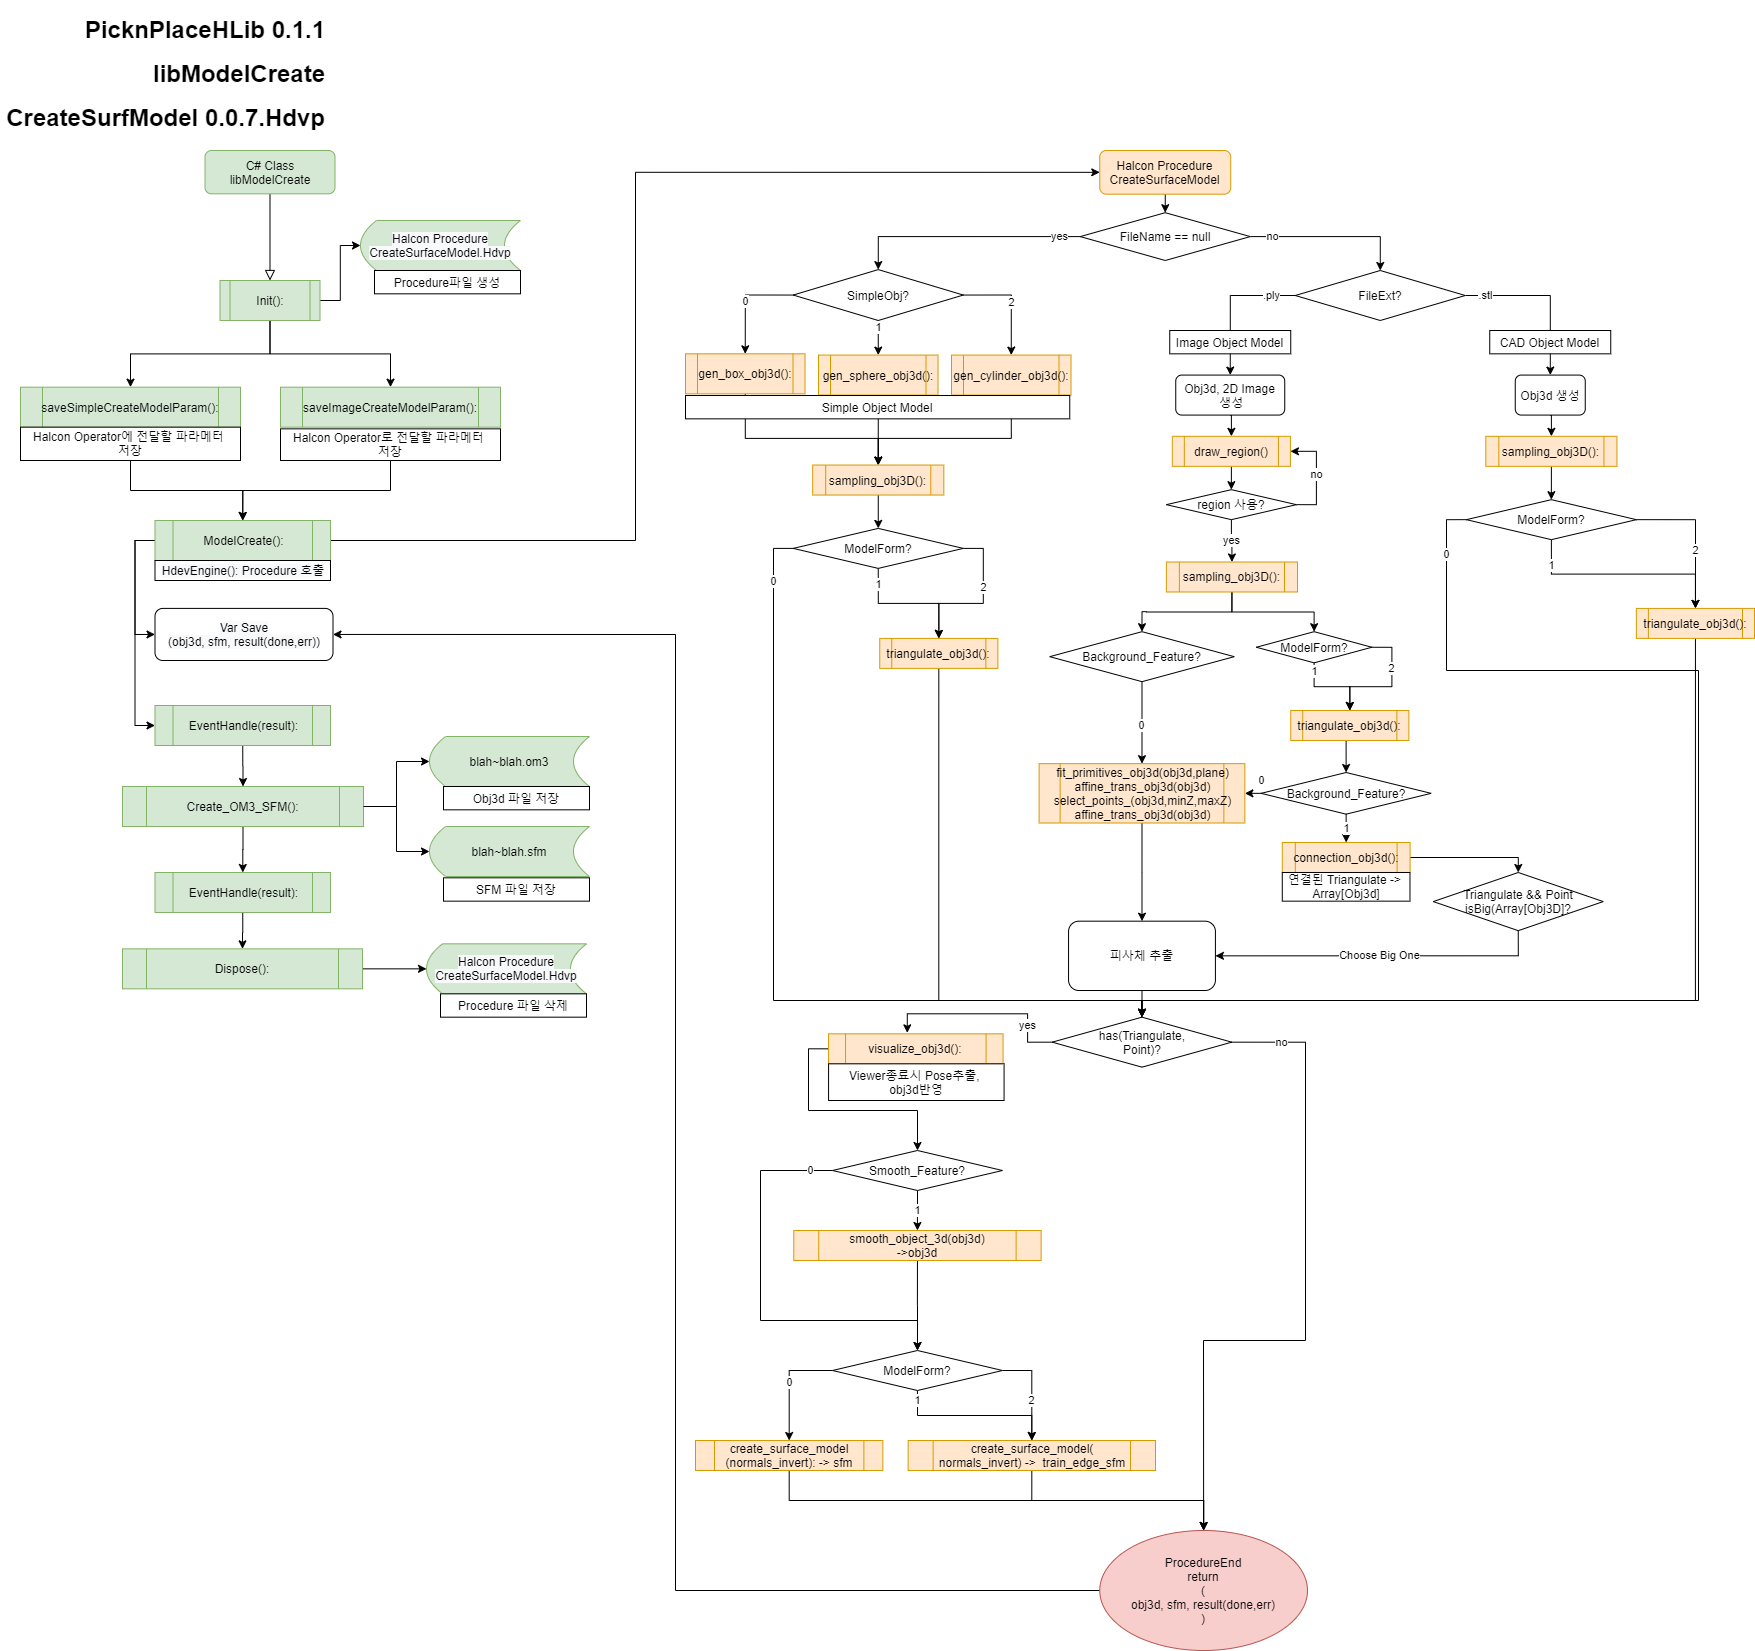 PicknPlaceHLib 0.1.1
libModelCreate
CreateSurfModel 0.0.7.Hdvp
C# Class
libModelCreate
Halcon Procedure
CreateSurfaceModel.Hdvp
Procedure파일 생성
Init():
saveSimpleCreateModelParam():
Halcon Operator에 전달할 파라메터
저장
saveImageCreateModelParam():
Halcon Operator로 전달할 파라메터
저장
ModelCreate():
HdevEngine(): Procedure 호출
Var Save
(obj3d, sfm, result(done,err))
EventHandle(result):
Create_OM3_SFM():
blah~blah.om3
Obj3d 파일 저장
blah~blah.sfm
SFM 파일 저장
EventHandle(result):
Dispose():
Halcon Procedure
CreateSurfaceModel.Hdvp
Procedure 파일 삭제
Halcon Procedure
CreateSurfaceModel
FileName == null
yes
no
SimpleObj?
0
1
2
gen_box_obj3d():
gen_sphere_obj3d():
gen_cylinder_obj3d():
Simple Object Model
sampling_obj3D():
ModelForm?
0
1
2
triangulate_obj3d():
FileExt?
.ply
.stl
Image Object Model
Obj3d, 2D Image
생성
draw_region()
region 사용?
no
yes
sampling_obj3D():
Background_Feature?
0
ModelForm?
1
2
triangulate_obj3d():
Background_Feature?
0
1
fit_primitives_obj3d(obj3d,plane)
affine_trans_obj3d(obj3d)
select_points_(obj3d,minZ,maxZ)
affine_trans_obj3d(obj3d)
connection_obj3d():
연결된 Triangulate ->
Array[Obj3d]
Triangulate && Point
isBig(Array[Obj3D]?
Choose Big One
피사체 추출
CAD Object Model
Obj3d 생성
sampling_obj3D():
ModelForm?
0
1
2
triangulate_obj3d():
has(Triangulate,
Point)?
yes
no
visualize_obj3d():
Viewer종료시 Pose추출,
obj3d반영
Smooth_Feature?
0
1
smooth_object_3d(obj3d)
->obj3d
ModelForm?
0
1
2
create_surface_model
(normals_invert): -> sfm
create_surface_model(
normals_invert) -> train_edge_sfm
ProcedureEnd
return
(
obj3d, sfm, result(done,err)
)